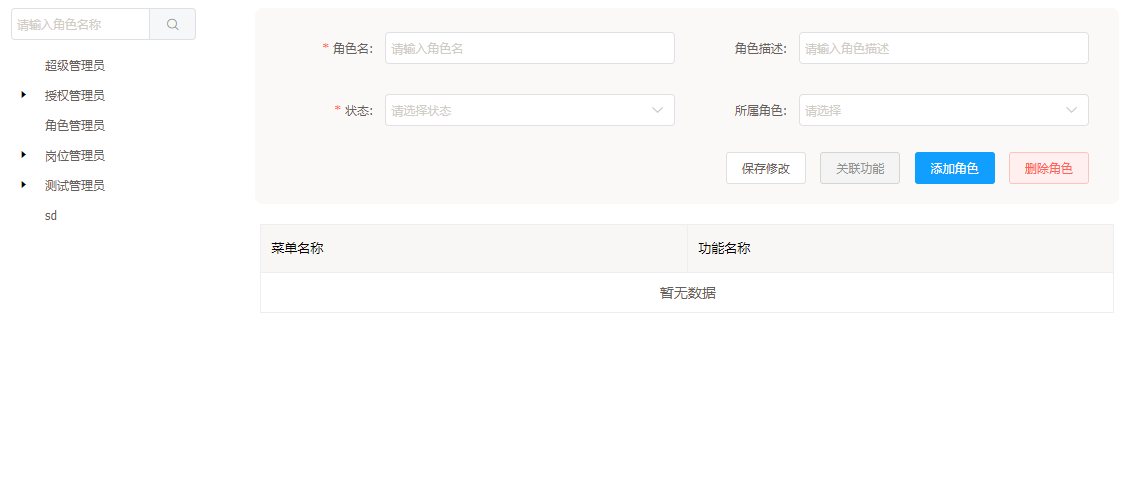 请输入角色名称
超级管理员
授权管理员
角色管理员
岗位管理员
测试管理员
sd
* 角色名: 请输入角色名 角色描述: 请输入角色描述
* 状态: 请选择状态 所属角色: 请选择
保存修改 关联功能 添加角色 删除角色
菜单名称 功能名称
暂无数据